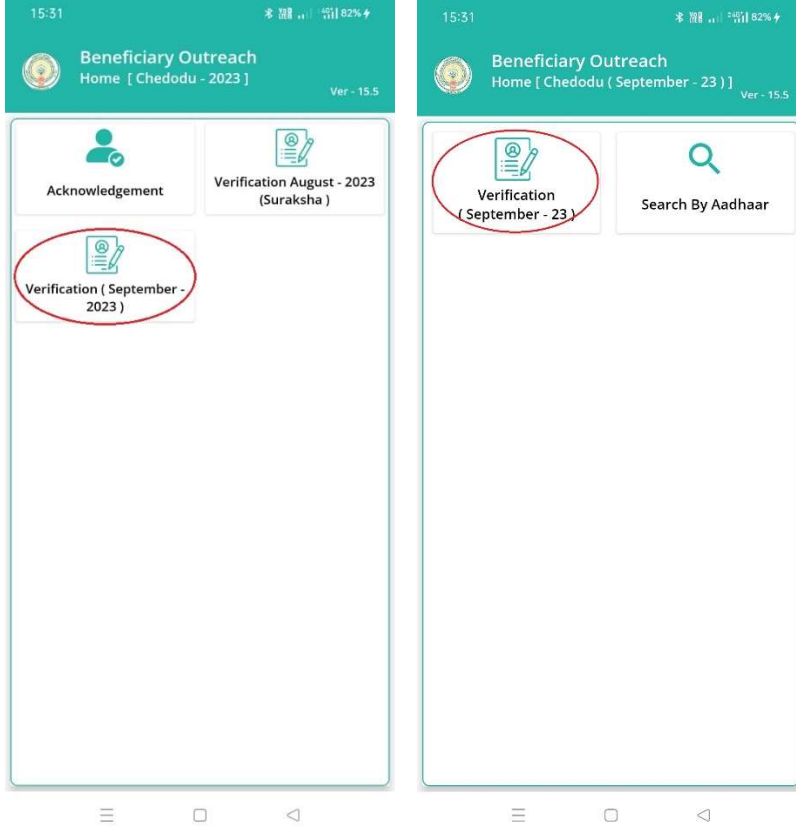 15:31
82%
Beneficiary Outreach
Home [ Chedodu - 2023 ]
Ver - 15.5
Acknowledgement
Verification August - 2023
(Suraksha )
Verification ( September -
2023 )
15:31
82%
Beneficiary Outreach
Home [ Chedodu ( September - 23 ) ]
Ver - 15.5
Verification
( September - 23 )
Search By Aadhaar